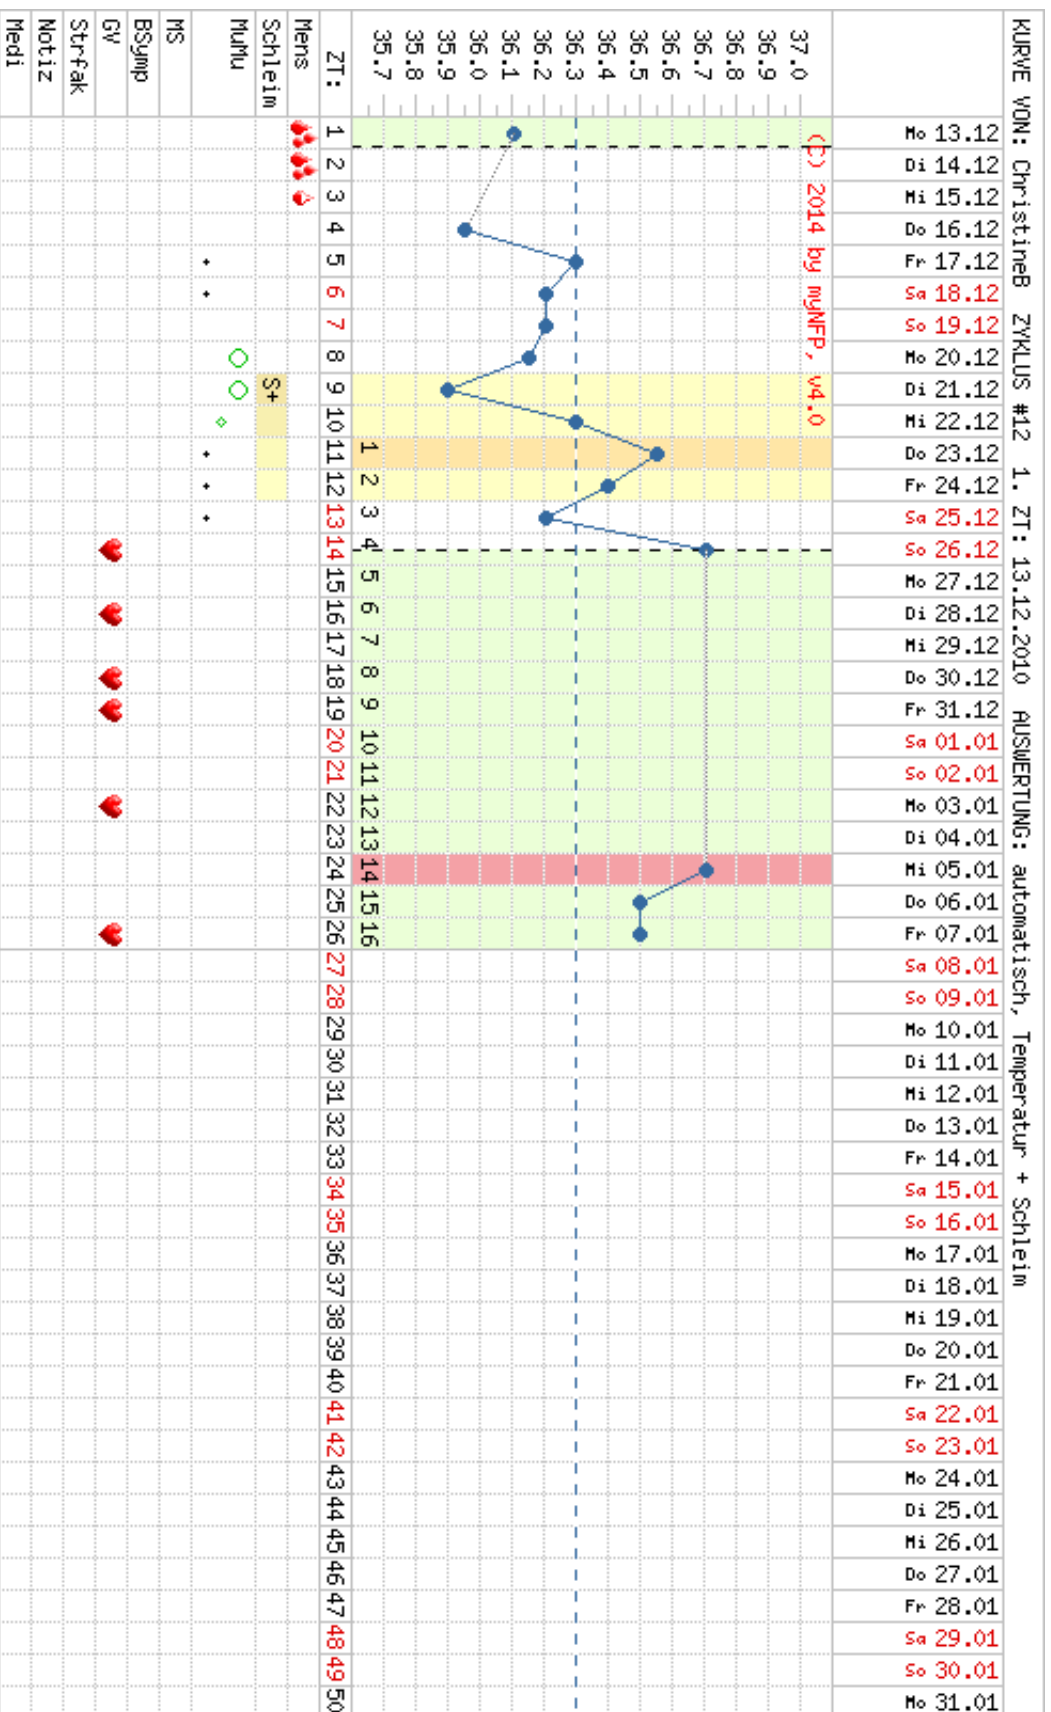 KURVE VON: ChristineB ZYKLUS #12 1. ZT: 13.12.2010 AUSWERTUNG: automatisch, Temperatur + Schleim
Mo 13.12 Di 14.12 Mi 15.12 Do 16.12 Fr 17.12 Sa 18.12 So 19.12 Mo 20.12 Di 21.12 Mi 22.12 Do 23.12 Fr 24.12 Sa 25.12 So 26.12 Mo 27.12 Di 28.12 Mi 29.12 Do 30.12 Fr 31.12 Sa 01.01 So 02.01 Mo 03.01 Di 04.01 Mi 05.01 Do 06.01 Fr 07.01 Sa 08.01 So 09.01 Mo 10.01 Di 11.01 Mi 12.01 Do 13.01 Fr 14.01 Sa 15.01 So 16.01 Mo 17.01 Di 18.01 Mi 19.01 Do 20.01 Fr 21.01 Sa 22.01 So 23.01 Mo 24.01 Di 25.01 Mi 26.01 Do 27.01 Fr 28.01 Sa 29.01 So 30.01 Mo 31.01
(C) 2014 by myNFP, v4.0
37.0
36.9
36.8
36.7
36.6
36.5
36.4
36.3
36.2
36.1
36.0
35.9
35.8
35.7
1 2 3 4 5 6 7 8 9 10 11 12 13 14 15 16
ZT: 1 2 3 4 5 6 7 8 9 10 11 12 13 14 15 16 17 18 19 20 21 22 23 24 25 26 27 28 29 30 31 32 33 34 35 36 37 38 39 40 41 42 43 44 45 46 47 48 49 50
Mens
Schleim S+
MuMu
MS
BSymp
GV
Strfak
Notiz
Medi